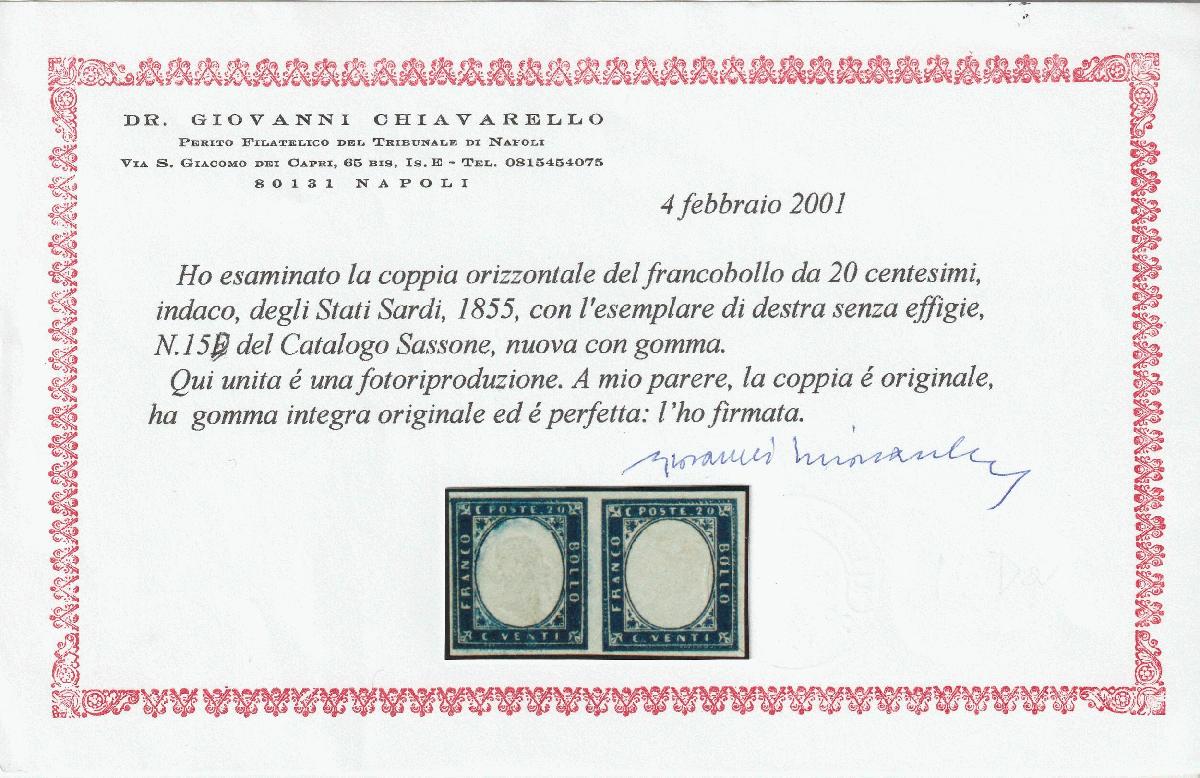 DR. GIOVANNI CHIAVARELLO
PERITO FILATELICO DEL TRIBUNALE DI NAPOLI
VIA S. GIACOMO DEI CAPRI, 65 BIS, IS. E - TEL. 0815454075
80131 NAPOLI
4 febbraio 2001
Ho esaminato la coppia orizzontale del francobollo da 20 centesimi,
indaco, degli Stati Sardi, 1855, con l'esemplare di destra senza effigie,
N.15 del Catalogo Sassone, nuova con gomma.
Qui unita é una fotoriproduzione. A mio parere, la coppia é originale,
ha gomma integra originale ed é perfetta: l'ho firmata.
C POSTE. 20
FRANCO
BOLLO
C. VENTI
C POSTE. 20
FRANCO
BOLLO
C. VENTI